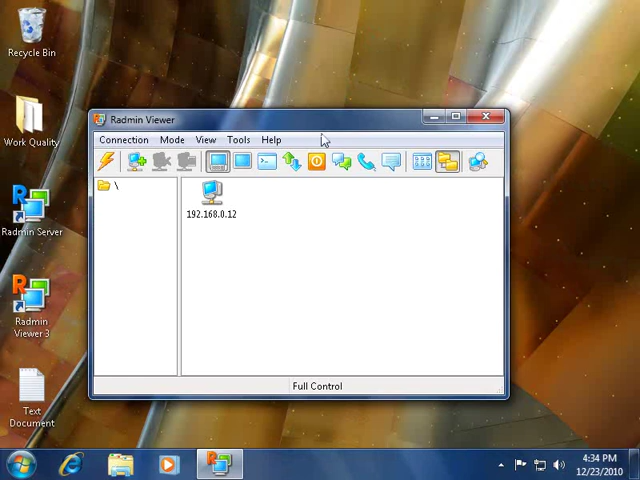 Recycle Bin
Work Quality
Radmin Server
Radmin
Viewer 3
Text
Document
Radmin Viewer
Connection Mode View Tools Help
\
192.168.0.12
Full Control
4:34 PM
12/23/2010